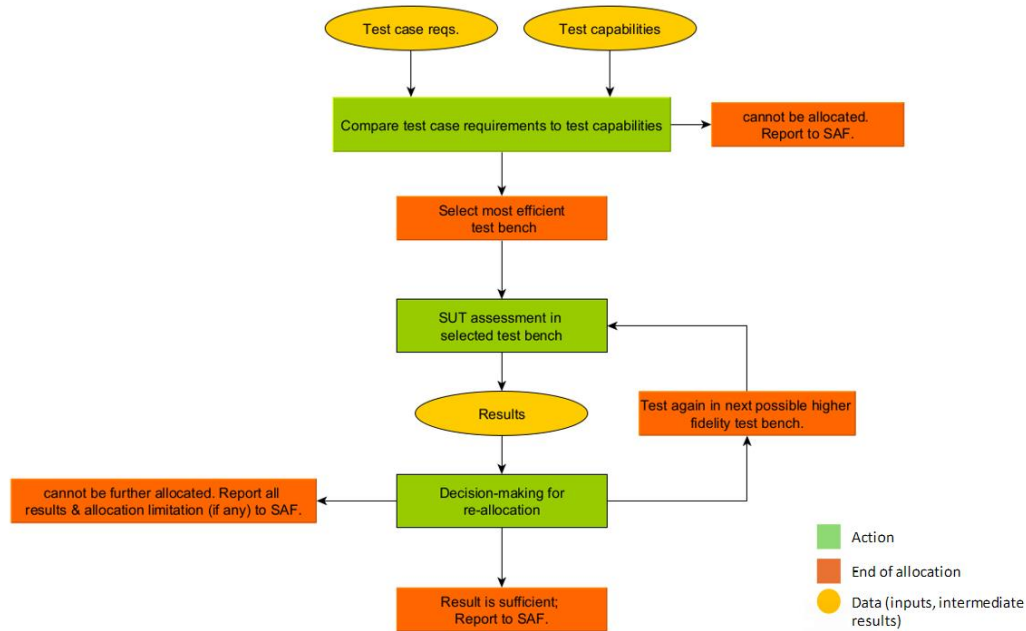 Test case reqs.
Test capabilities
Compare test case requirements to test capabilities
cannot be allocated.
Report to SAF.
Select most efficient
test bench
SUT assessment in
selected test bench
Test again in next possible higher
fidelity test bench.
Results
cannot be further allocated. Report all
results & allocation limitation (if any) to SAF.
Decision-making for
re-allocation
Result is sufficient;
Report to SAF.
Action
End of allocation
Data (inputs, intermediate
results)